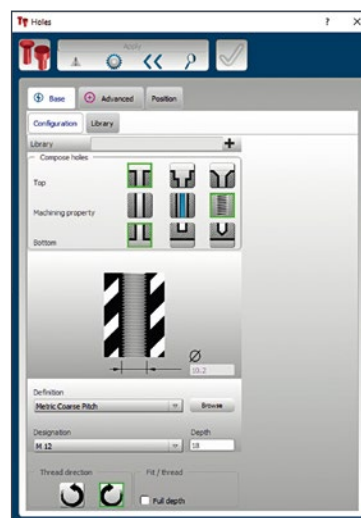 Holes
? ×
Apply
Base Advanced Position
Configuration Library
Library
Compose holes
Top
Machining property
Bottom
Ø
10.2
Definition
Metric Coarse Pitch Browse
Designation Depth
M 12 18
Thread direction Fit / thread
Full depth